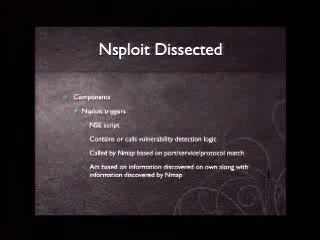 Nsploit Dissected
Components
Nsploit triggers
NSE script
Contains or calls vulnerability detection logic
Called by Nmap based on port/service/protocol match
Act based on information discovered on own along with
information discovered by Nmap